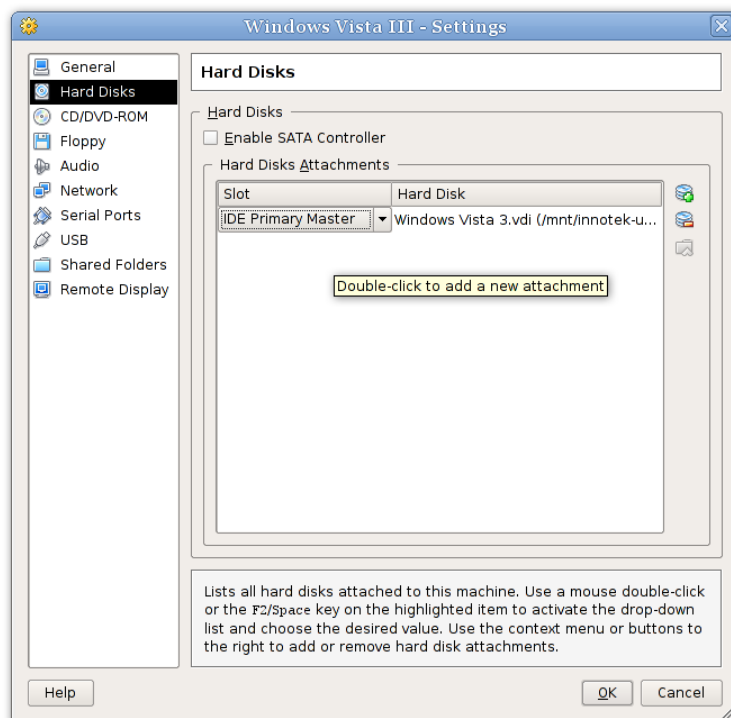 Windows Vista III - Settings
General
Hard Disks
CD/DVD-ROM
Floppy
Audio
Network
Serial Ports
USB
Shared Folders
Remote Display
Hard Disks
Hard Disks
Enable SATA Controller
Hard Disks Attachments
Slot Hard Disk
IDE Primary Master Windows Vista 3.vdi (/mnt/innotek-u...
Double-click to add a new attachment
Lists all hard disks attached to this machine. Use a mouse double-click
or the F2/Space key on the highlighted item to activate the drop-down
list and choose the desired value. Use the context menu or buttons to
the right to add or remove hard disk attachments.
Help OK Cancel